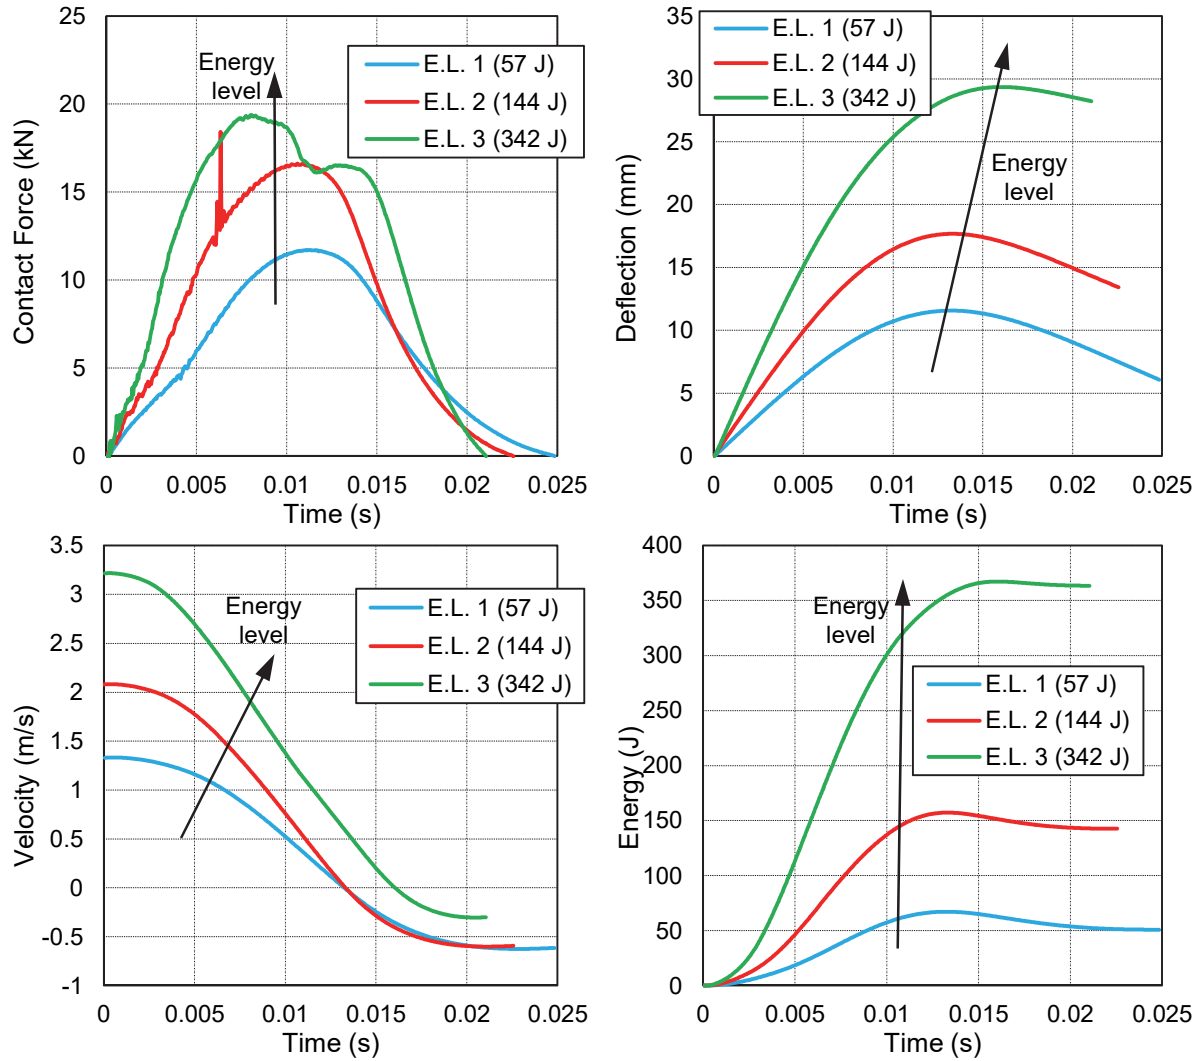 25
20
15
10
5
0
Contact Force (kN)
0
0.005
0.01
0.015
0.02
0.025
Time (s)
Energy
level
E.L. 1 (57 J)
E.L. 2 (144 J)
E.L. 3 (342 J)
35
30
25
20
15
10
5
0
Deflection (mm)
0
0.005
0.01
0.015
0.02
0.025
Time (s)
E.L. 1 (57 J)
E.L. 2 (144 J)
E.L. 3 (342 J)
Energy
level
3.5
3
2.5
2
1.5
1
0.5
0
-0.5
-1
Velocity (m/s)
0
0.005
0.01
0.015
0.02
0.025
Time (s)
Energy
level
E.L. 1 (57 J)
E.L. 2 (144 J)
E.L. 3 (342 J)
400
350
300
250
200
150
100
50
0
Energy (J)
0
0.005
0.01
0.015
0.02
0.025
Time (s)
Energy
level
E.L. 1 (57 J)
E.L. 2 (144 J)
E.L. 3 (342 J)